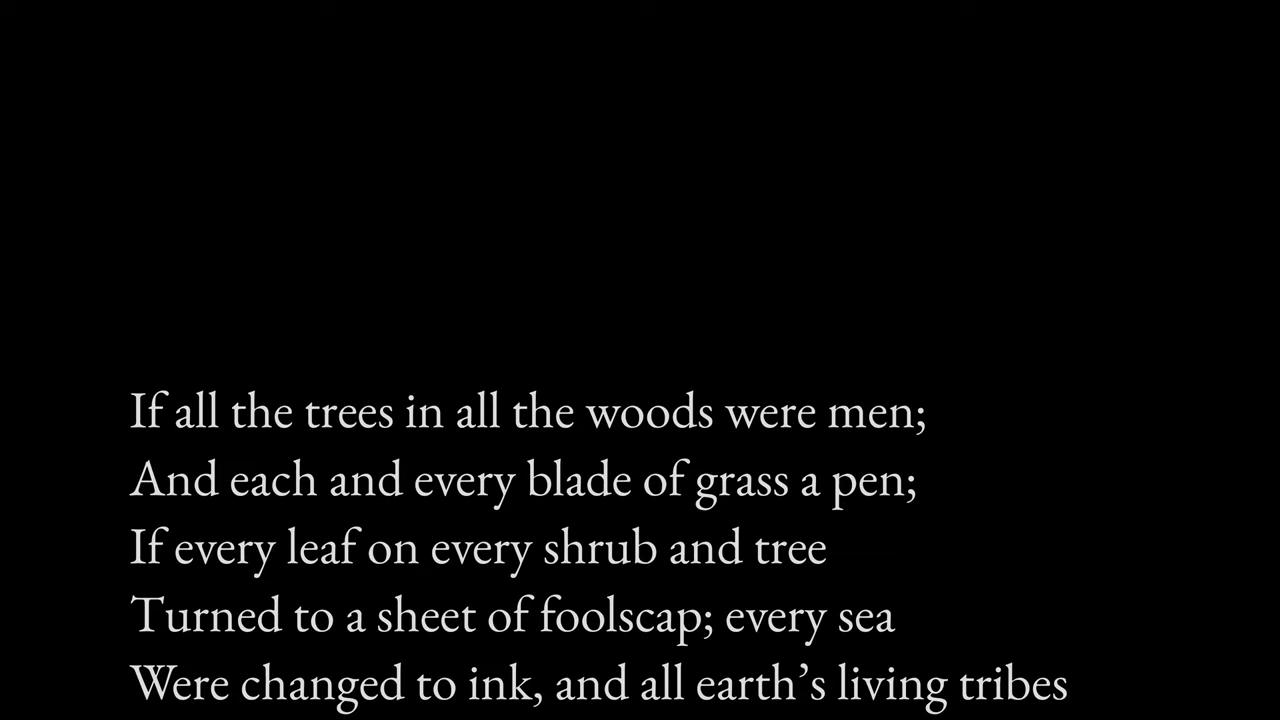 If all the trees in all the woods were men;
And each and every blade of grass a pen;
If every leaf on every shrub and tree
Turned to a sheet of foolscap; every sea
Were changed to ink, and all earth’s living tribes